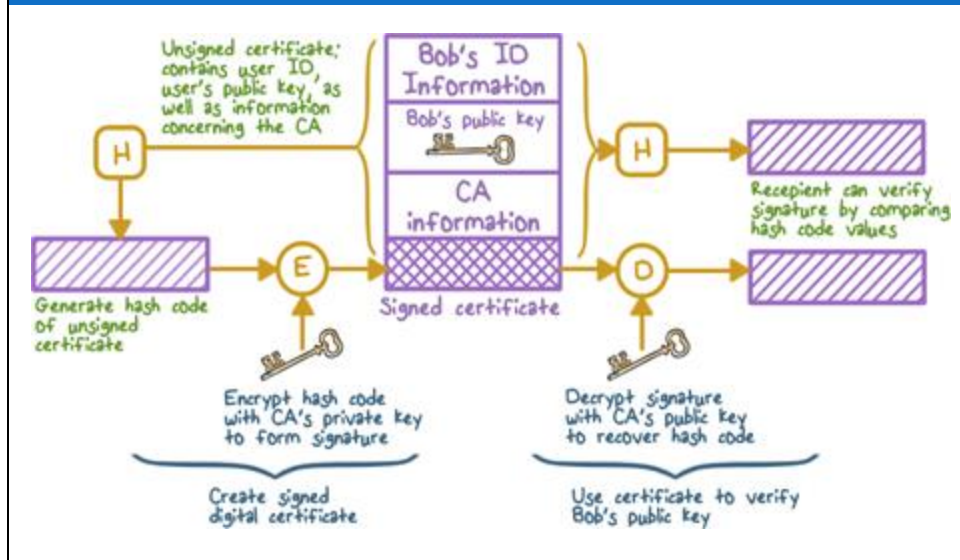 Unsigned certificate:
contains user ID,
user's public key, as
well as information
concerning the CA
Bob's ID
Information
Bob's public key
CA
information
H
H
Recepient can verify
signature by comparing
hash code values
E
D
Generate hash code
of unsigned
certificate
Signed certificate
Encrypt hash code
with CA's private key
to form signature
Decrypt signature
with CA's public key
to recover hash code
Create signed
digital certificate
Use certificate to verify
Bob's public key